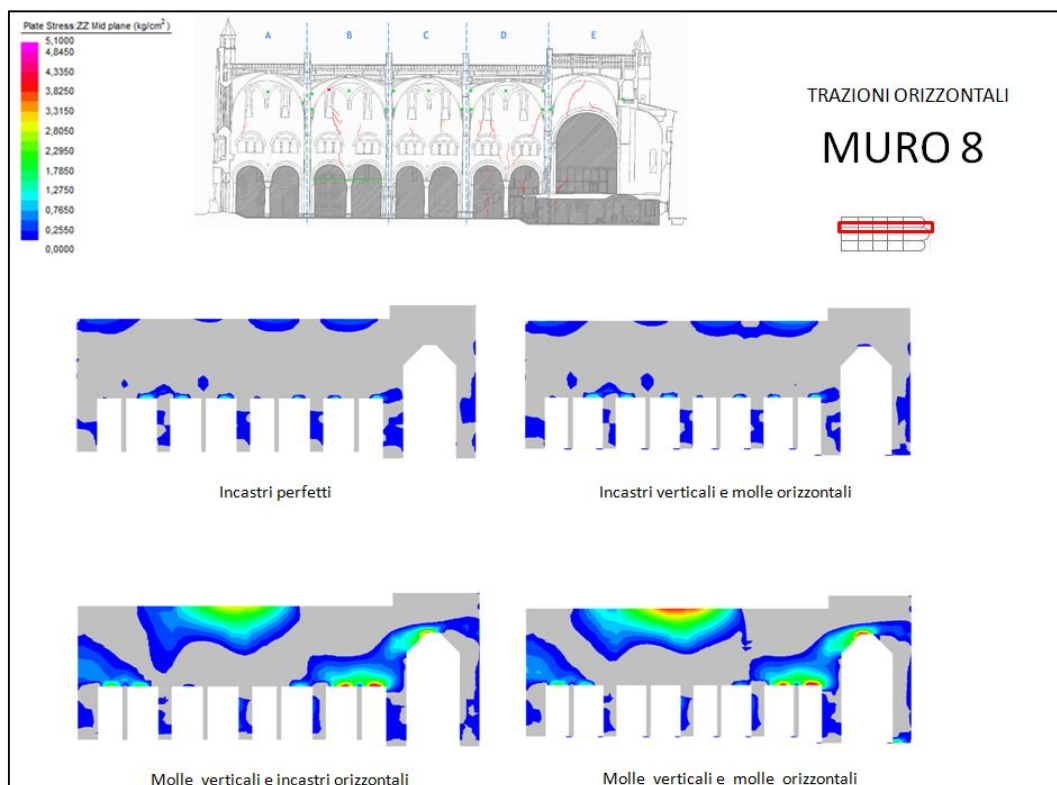 Plate Stress:ZZ Mid plane (kg/cm²)
5,1000
4,8450
4,3350
3,8250
3,3150
2,8050
2,2950
1,7850
1,2750
0,7650
0,2550
0,0000
A B C D E
TRAZIONI ORIZZONTALI
MURO 8
Incastri perfetti
Incastri verticali e molle orizzontali
Molle verticali e incastri orizzontali
Molle verticali e molle orizzontali